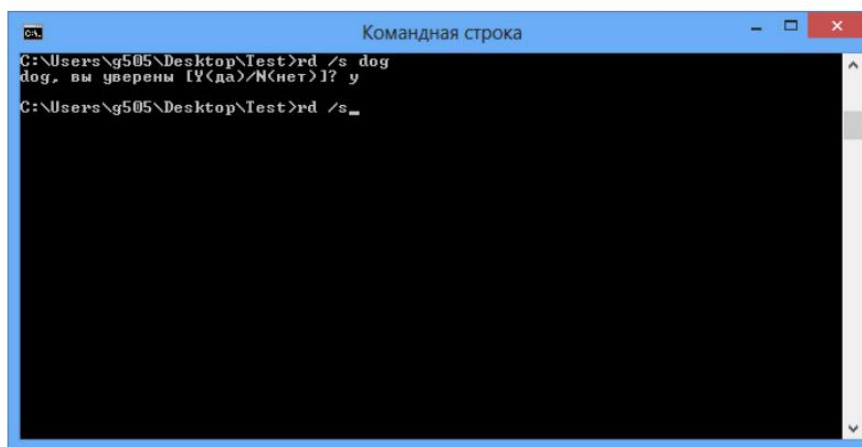 Командная строка
C:\Users\g505\Desktop\Test>rd /s dog
dog, вы уверены [Y(да)/N(нет)]? y
C:\Users\g505\Desktop\Test>rd /s_